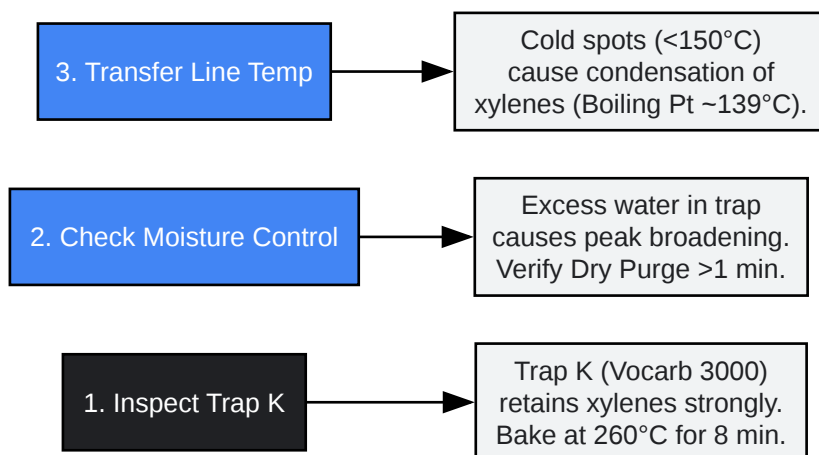 3. Transfer Line Temp
Cold spots (<150°C)
cause condensation of
xylenes (Boiling Pt ~139°C).
2. Check Moisture Control
Excess water in trap
causes peak broadening.
Verify Dry Purge >1 min.
1. Inspect Trap K
Trap K (Vocarb 3000)
retains xylenes strongly.
Bake at 260°C for 8 min.